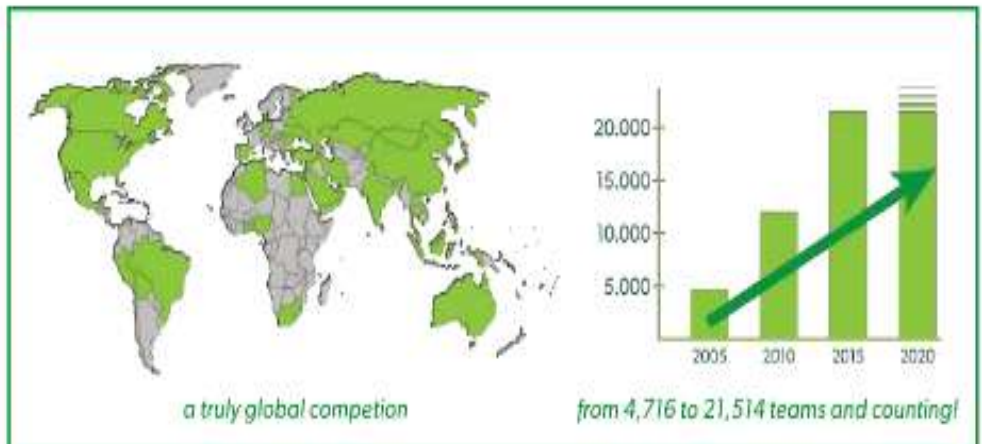 20.000
15.000
10.000
5.000
2005 2010 2015 2020
a truly global competion
from 4,716 to 21,514 teams and counting!